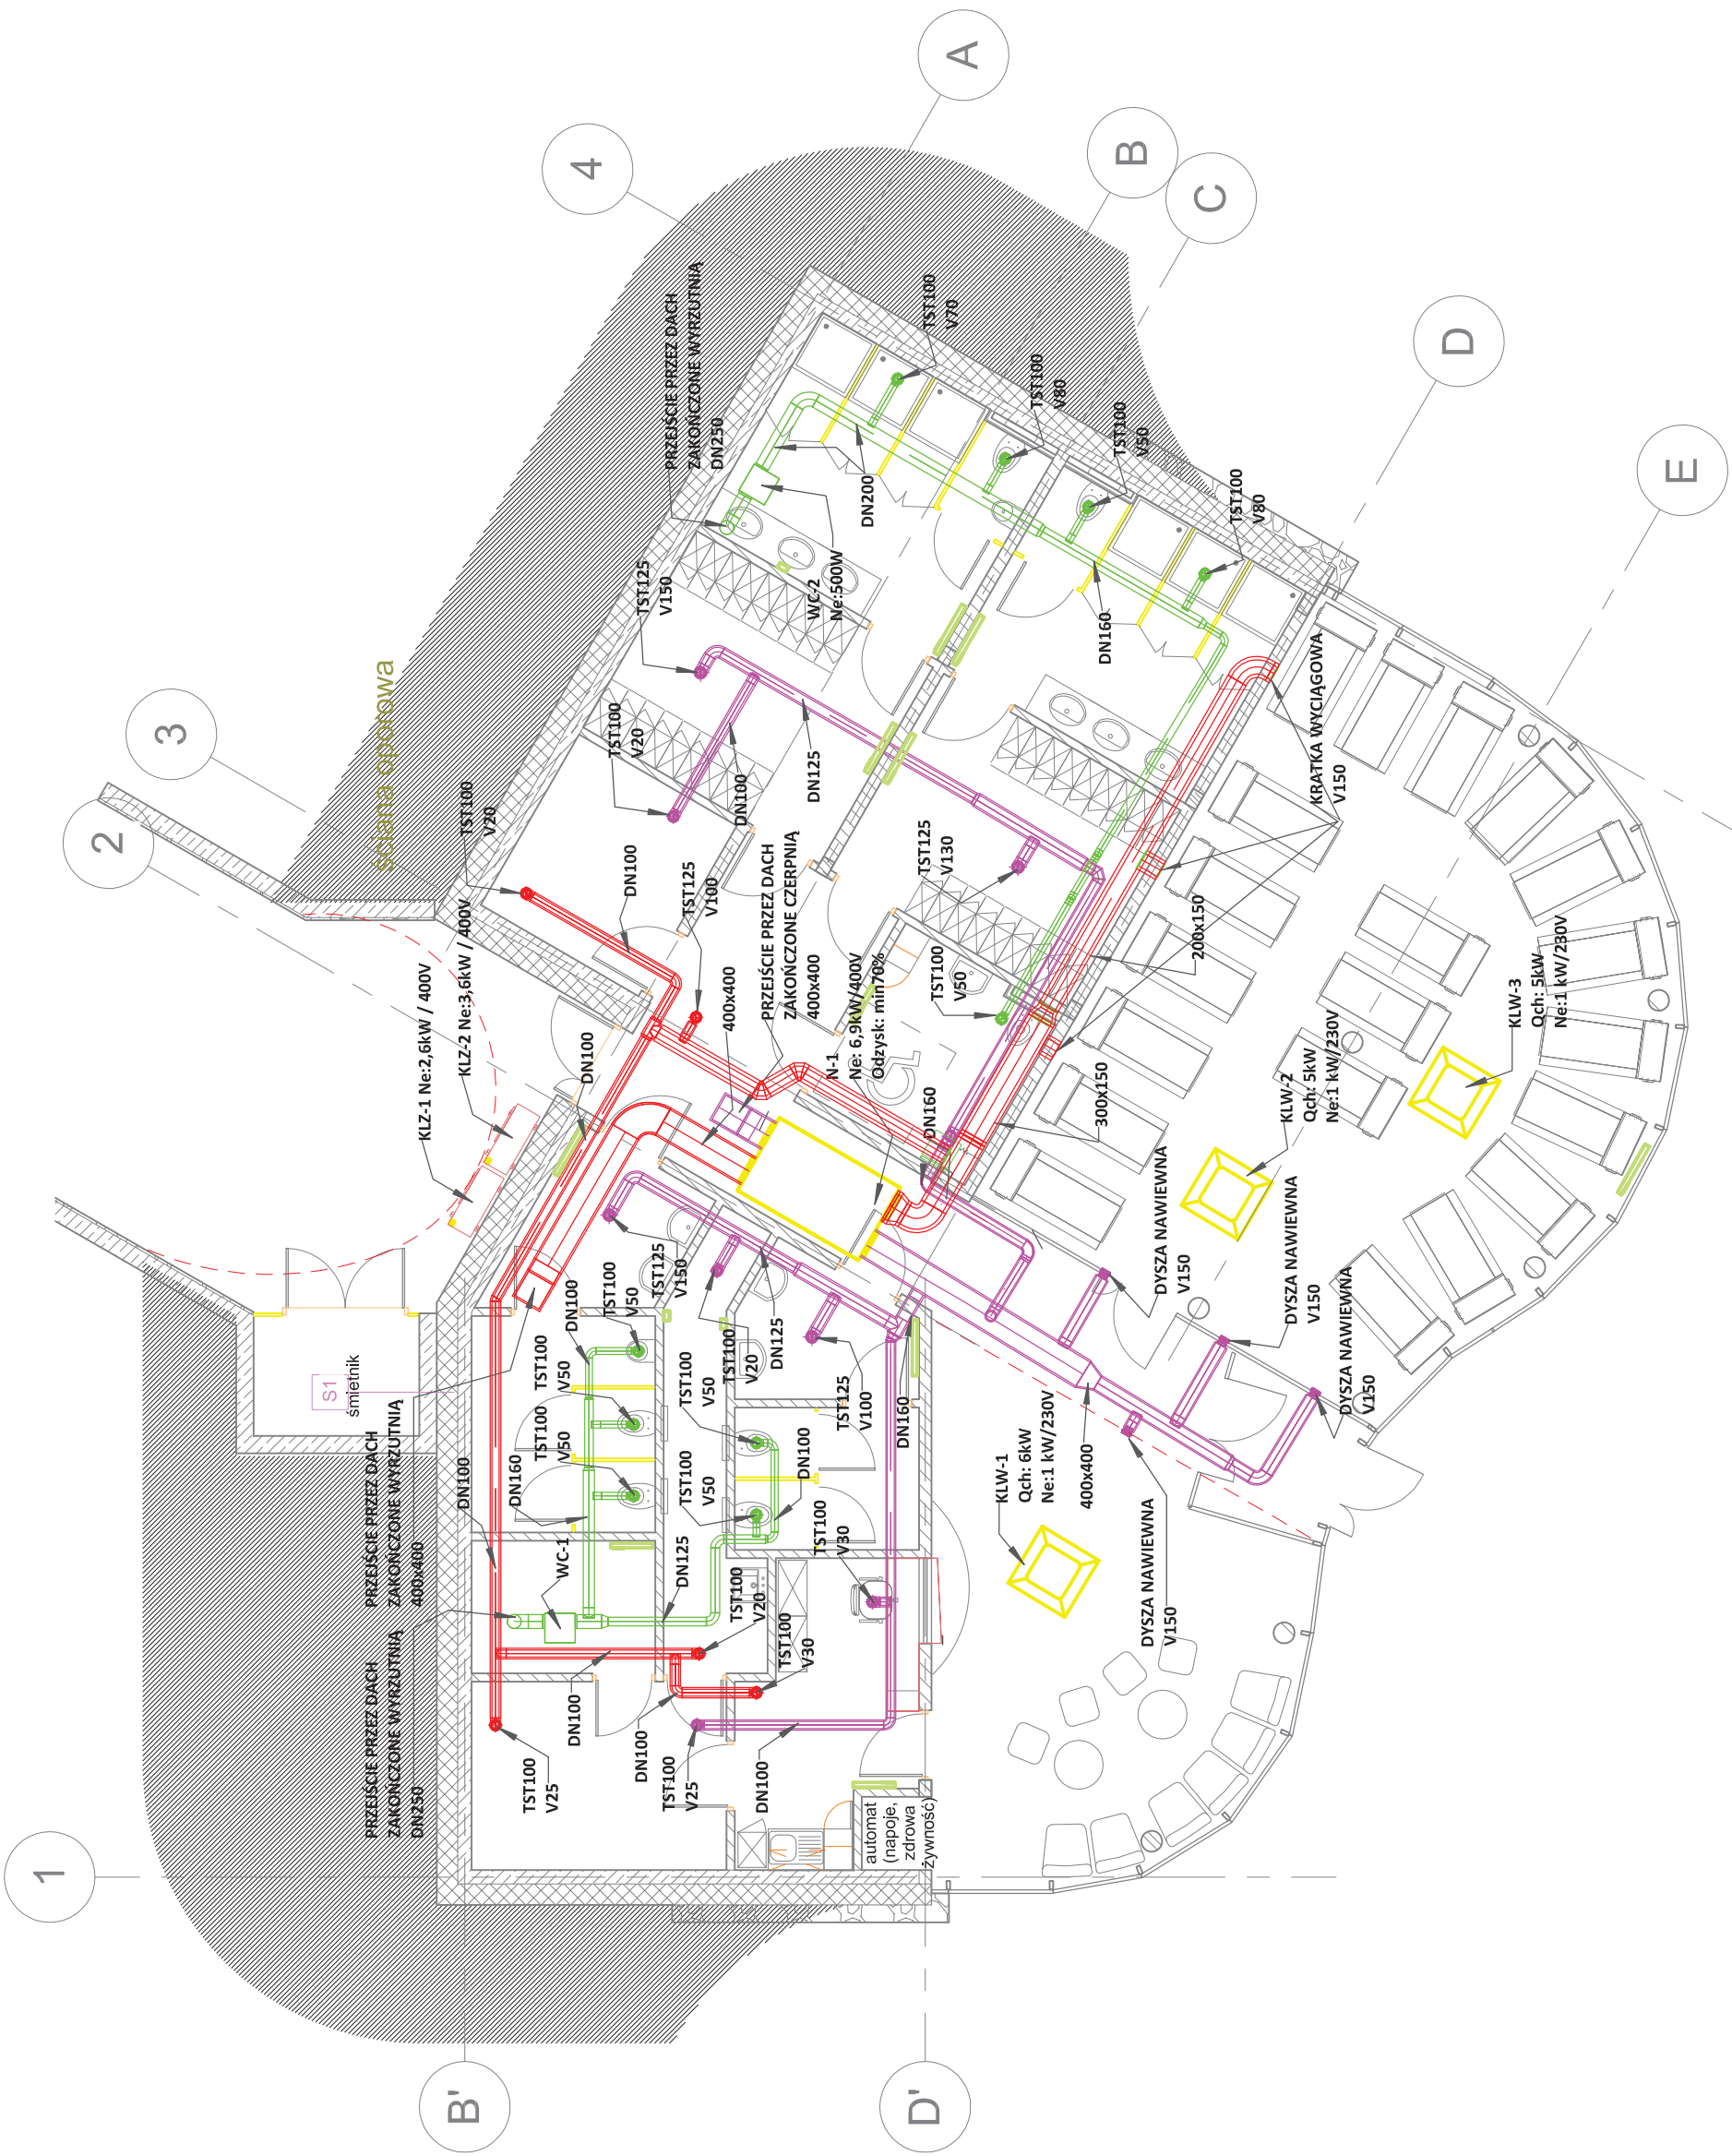 A
B
C
D
E
4
3
2
1
B'
D'
ściana oporowa
PRZEJŚCIE PRZEZ DACH
ZAKOŃCZONE WYRZUTNIĄ
DN250
TST100
V70
TST100
V80
TST100
V50
TST100
V80
DN200
WC-2
Ne:500W
DN160
TST125
V150
TST100
V20
DN100
DN125
TST100
V20
DN100
TST125
V100
400x400
PRZEJŚCIE PRZEZ DACH
ZAKOŃCZONE CZERPNIĄ
400x400
TST125
V130
TST100
V50
N-1
Ne: 6,9kW/400V
Odzysk: min70%
DN160
KRATKA WYCIĄGOWA
V150
200x150
300x150
KLZ-1 Ne:2,6kW / 400V
KLZ-2 Ne:3,6kW / 400V
DN100
KLW-3
Qch: 5kW
Ne:1 kW/230V
KLW-2
Qch: 5kW
Ne:1 kW/230V
DYSZA NAWIEWNA
V150
DYSZA NAWIEWNA
V150
DYSZA NAWIEWNA
V150
DYSZA NAWIEWNA
V150
KLW-1
Qch: 6kW
Ne:1 kW/230V
400x400
S1
śmietnik
PRZEJŚCIE PRZEZ DACH
ZAKOŃCZONE WYRZUTNIĄ
400x400
PRZEJŚCIE PRZEZ DACH
ZAKOŃCZONE WYRZUTNIĄ
DN250
DN100
DN160
WC-1
DN100
TST100
V50
TST100
V50
TST100
V50
TST125
V150
TST100
V20
DN125
TST100
V50
TST100
V50
TST125
V100
DN160
DN100
DN125
TST100
V20
TST100
V30
TST100
V30
TST100
V25
DN100
DN100
TST100
V25
DN100
automat
(napoje,
zdrowa
żywność)